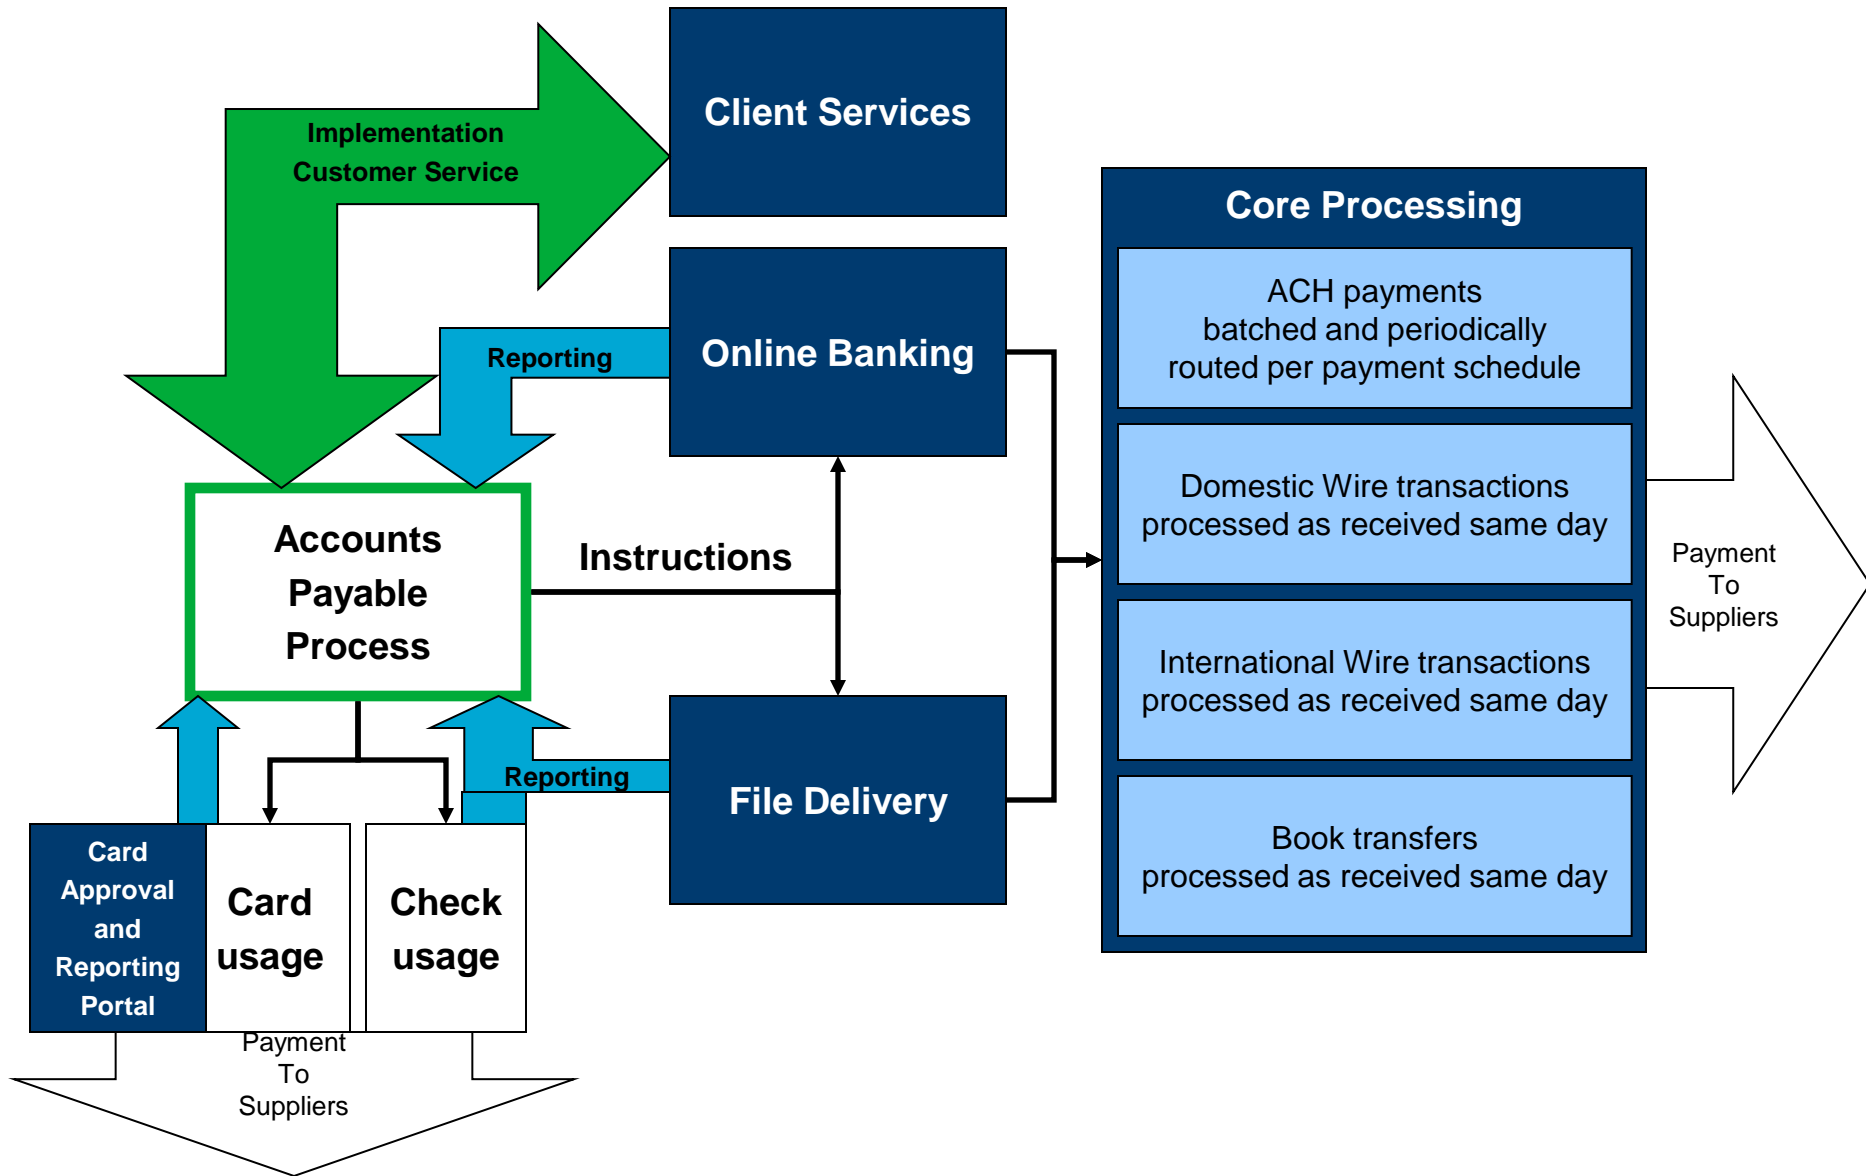 Client Services
Implementation
Customer Service
Core Processing
ACH payments
batched and periodically
routed per payment schedule
Online Banking
Reporting
Domestic Wire transactions
processed as received same day
Accounts
Payable
Process
Instructions
Payment
To
Suppliers
International Wire transactions
processed as received same day
Reporting
File Delivery
Book transfers
processed as received same day
Card
Approval
and
Reporting
Portal
Card
usage
Check
usage
Payment
To
Suppliers